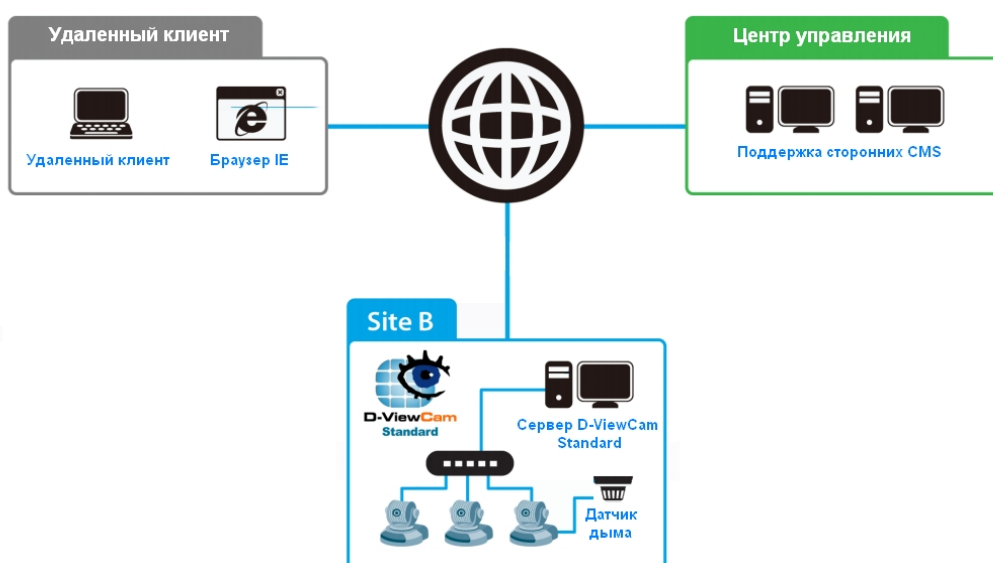 Удаленный клиент
Центр управления
Удаленный клиент
Браузер IE
Поддержка сторонних CMS
Site B
D-ViewCam
Standard
Сервер D-ViewCam
Standard
Датчик
дыма